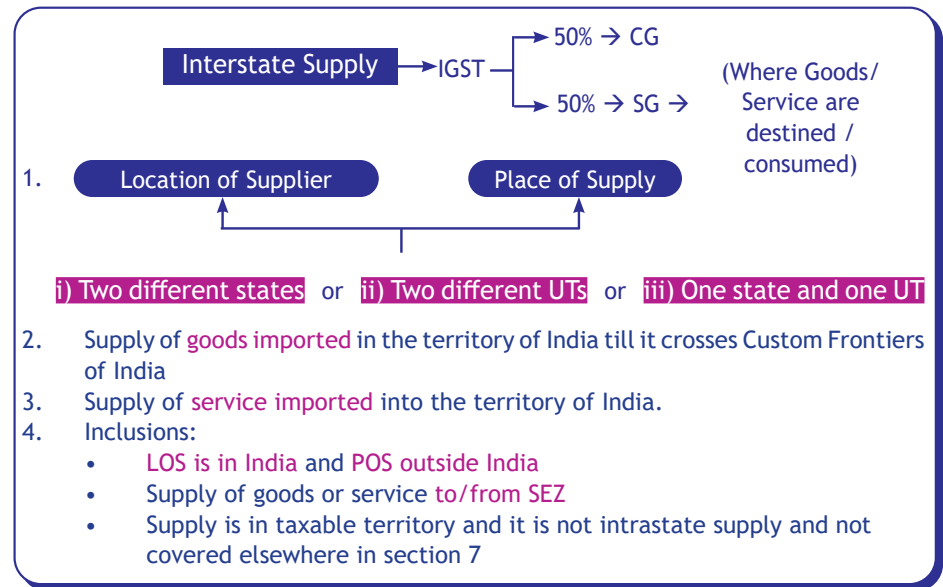 50% → CG
Interstate Supply
IGST
50% → SG →
(Where Goods/
Service are
destined /
consumed)
1.
Location of Supplier
Place of Supply
i) Two different states or ii) Two different UTs or iii) One state and one UT
2. Supply of goods imported in the territory of India till it crosses Custom Frontiers
of India
3. Supply of service imported into the territory of India.
4. Inclusions:
• LOS is in India and POS outside India
• Supply of goods or service to/from SEZ
• Supply is in taxable territory and it is not intrastate supply and not
covered elsewhere in section 7